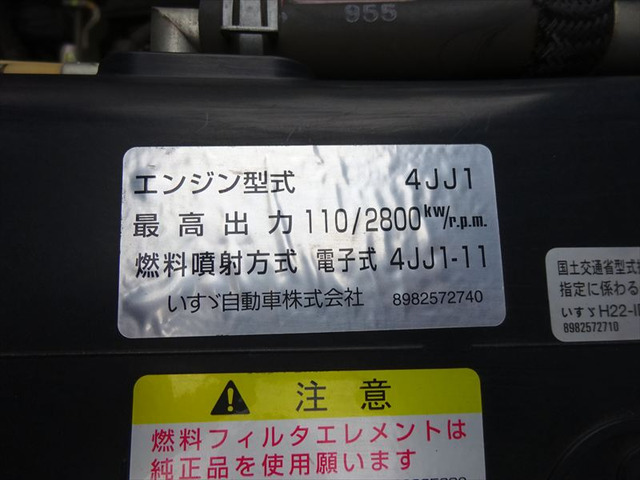 955
エンジン型式 4JJ1
最高出力 110/2800 kw/r.p.m.
燃料噴射方式 電子式 4JJ1-11
いすゞ自動車株式会社 8982572740
国土交通省型式
指定に係わる
いすゞH22-
8982572710
注意
燃料フィルタエレメントは
純正品を使用願います